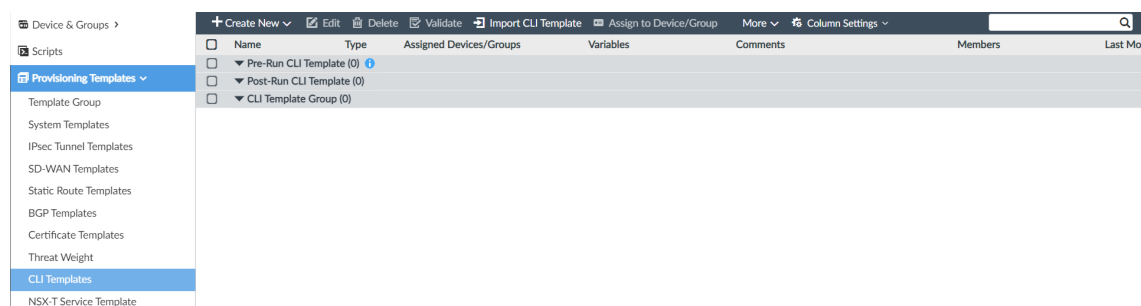 Device & Groups >
Scripts
Provisioning Templates
Template Group
System Templates
IPsec Tunnel Templates
SD-WAN Templates
Static Route Templates
BGP Templates
Certificate Templates
Threat Weight
CLI Templates
NSX-T Service Template
+ Create New Edit Delete Validate Import CLI Template Assign to Device/Group More Column Settings
Name Type Assigned Devices/Groups Variables Comments Members Last Mo
Pre-Run CLI Template (0)
Post-Run CLI Template (0)
CLI Template Group (0)